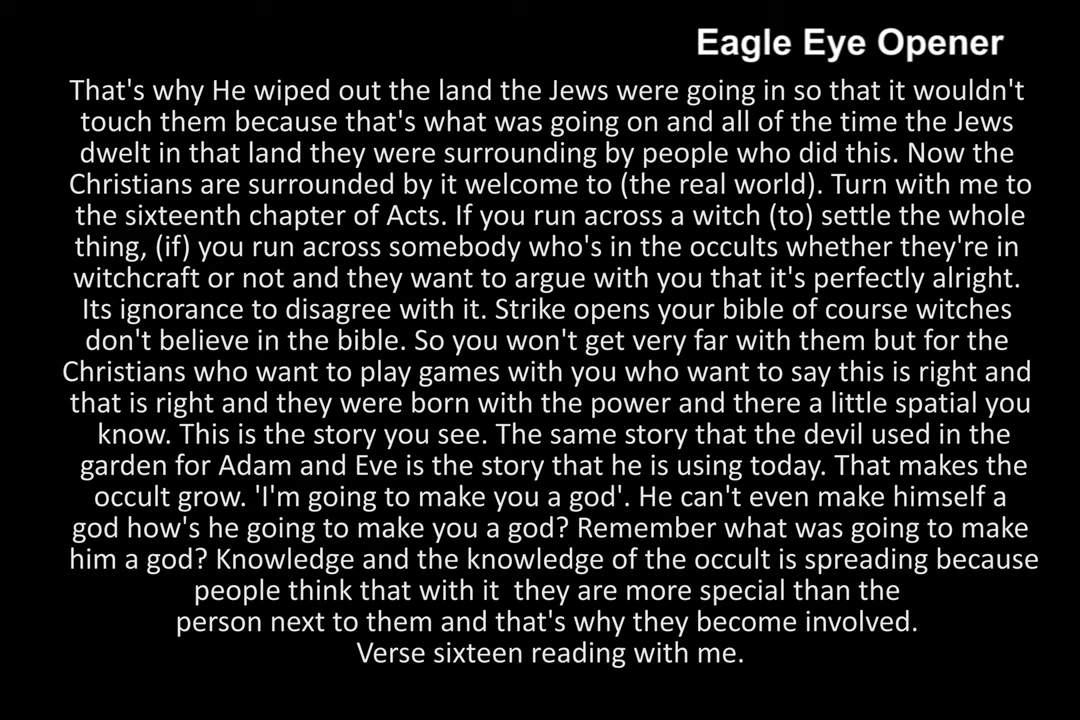 Eagle Eye Opener
That's why He wiped out the land the Jews were going in so that it wouldn't
touch them because that's what was going on and all of the time the Jews
dwelt in that land they were surrounding by people who did this. Now the
Christians are surrounded by it welcome to (the real world). Turn with me to
the sixteenth chapter of Acts. If you run across a witch (to) settle the whole
thing, (if) you run across somebody who's in the occults whether they're in
witchcraft or not and they want to argue with you that it's perfectly alright.
Its ignorance to disagree with it. Strike opens your bible of course witches
don't believe in the bible. So you won't get very far with them but for the
Christians who want to play games with you who want to say this is right and
that is right and they were born with the power and there a little spatial you
know. This is the story you see. The same story that the devil used in the
garden for Adam and Eve is the story that he is using today. That makes the
occult grow. 'I'm going to make you a god'. He can't even make himself a
god how's he going to make you a god? Remember what was going to make
him a god? Knowledge and the knowledge of the occult is spreading because
people think that with it  they are more special than the
person next to them and that's why they become involved.
Verse sixteen reading with me.